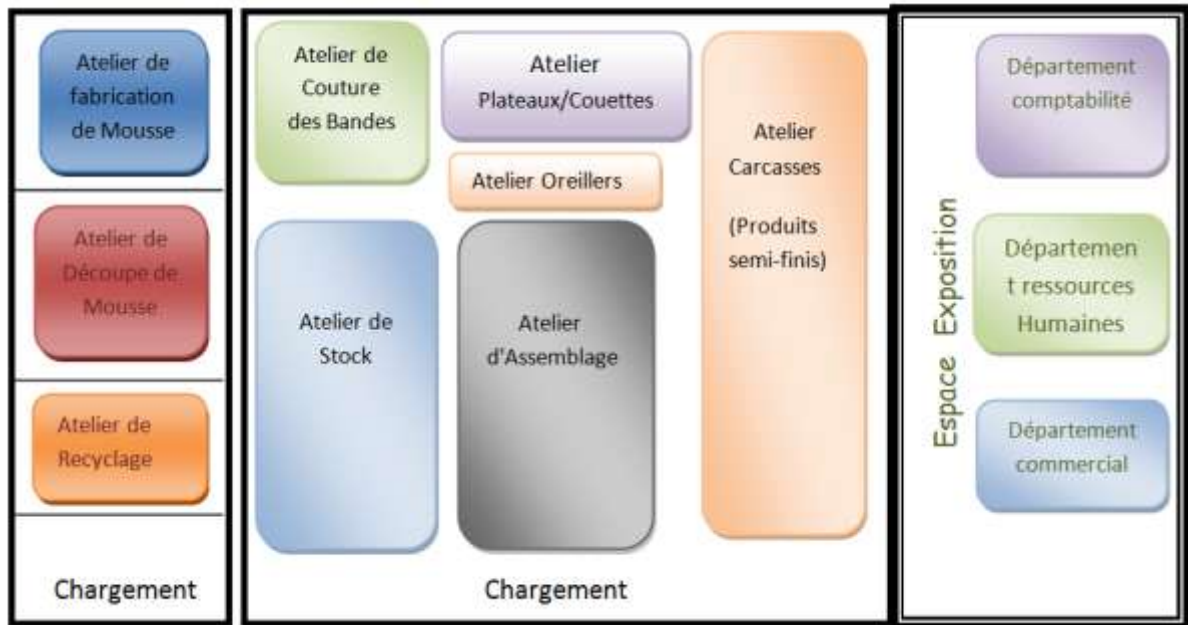 Atelier de
fabrication
de Mousse
Atelier de
Découpe de
Mousse
Atelier de
Recyclage
Chargement
Atelier de
Couture
des Bandes
Atelier
Plateaux/Couettes
Atelier Oreillers
Atelier de
Stock
Atelier
d'Assemblage
Atelier
Carcasses
(Produits
semi-finis)
Chargement
Espace Exposition
Département
comptabilité
Départemen
t ressources
Humaines
Département
commercial